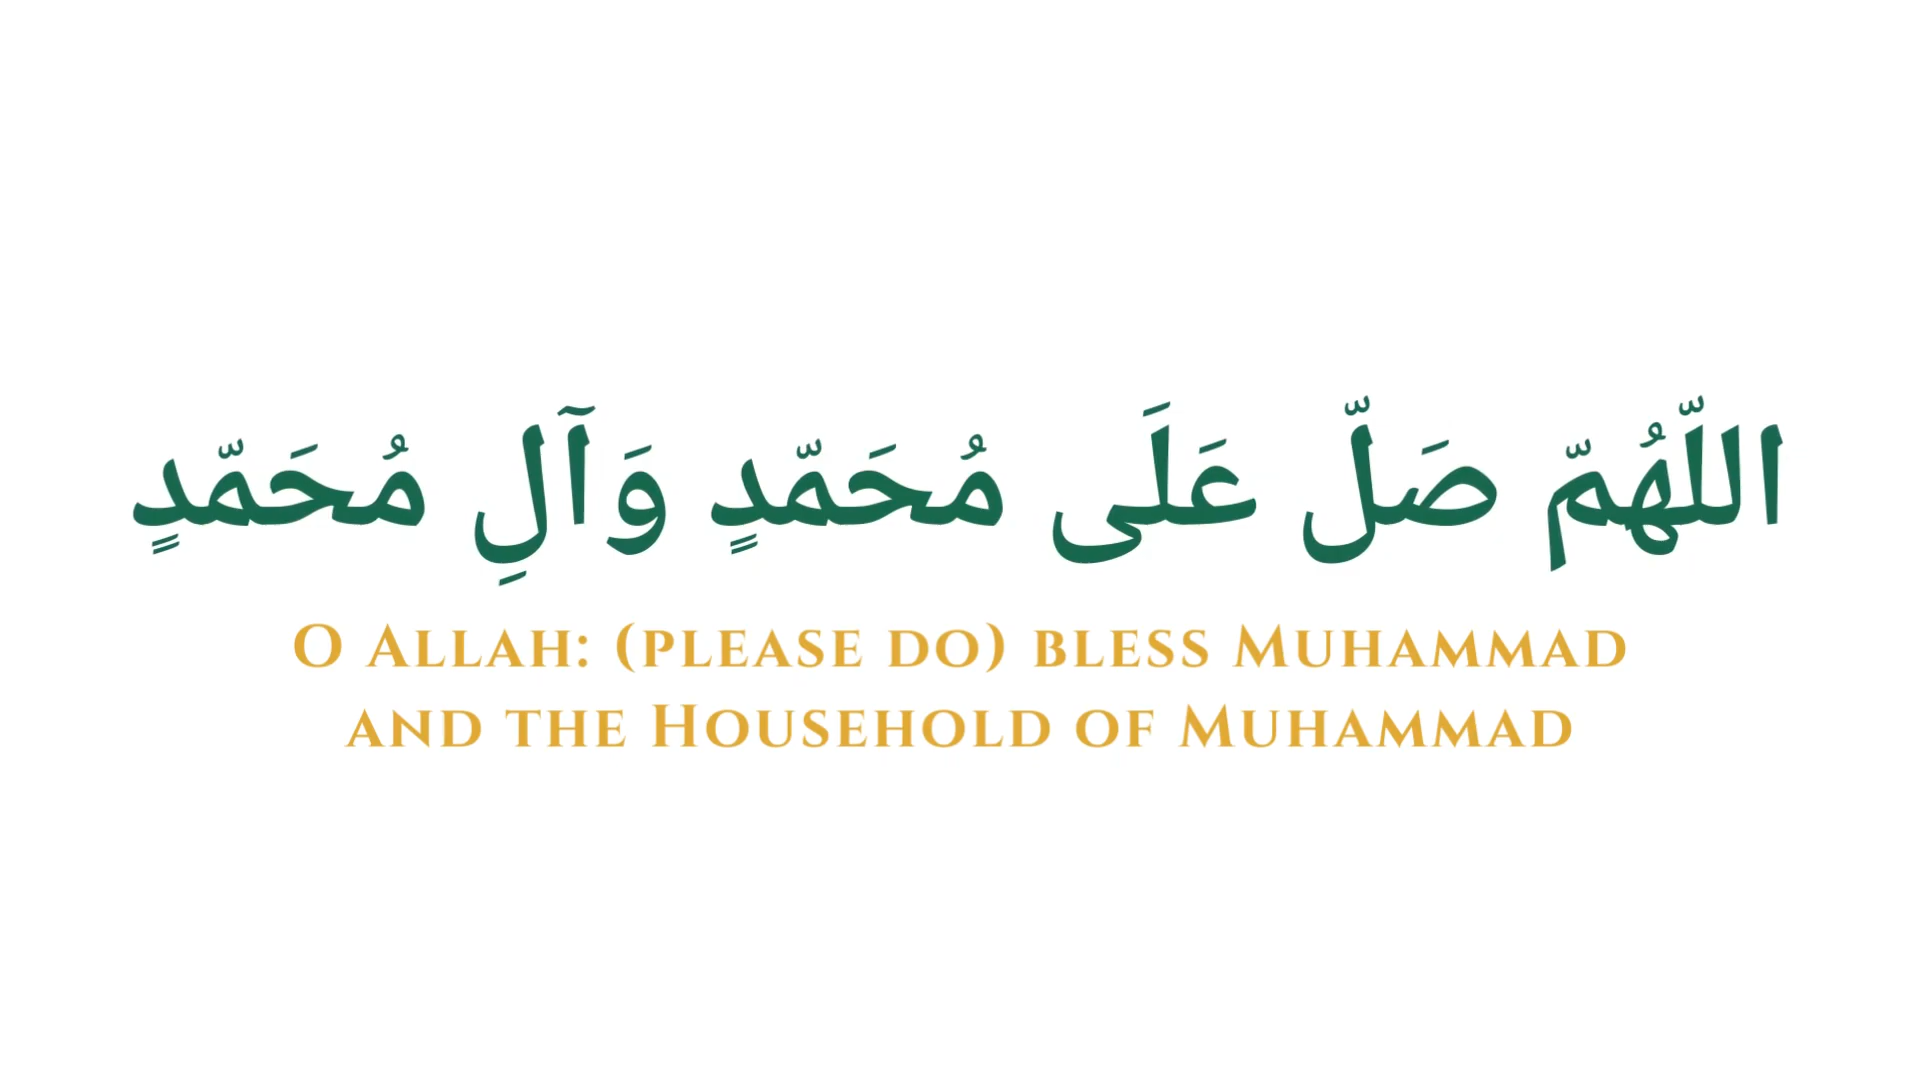 اللّهُمّ صَلّ عَلَى مُحَمّدٍ وَآلِ مُحَمّدٍ
O Allah: (please do) bless Muhammad
and the Household of Muhammad